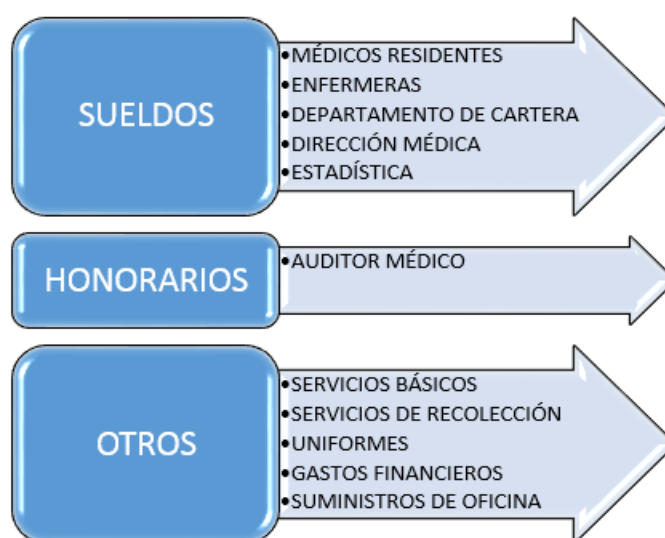 SUELDOS
•MÉDICOS RESIDENTES
•ENFERMERAS
•DEPARTAMENTO DE CARTERA
•DIRECCIÓN MÉDICA
•ESTADÍSTICA
HONORARIOS
•AUDITOR MÉDICO
OTROS
•SERVICIOS BÁSICOS
•SERVICIOS DE RECOLECCIÓN
•UNIFORMES
•GASTOS FINANCIEROS
•SUMINISTROS DE OFICINA